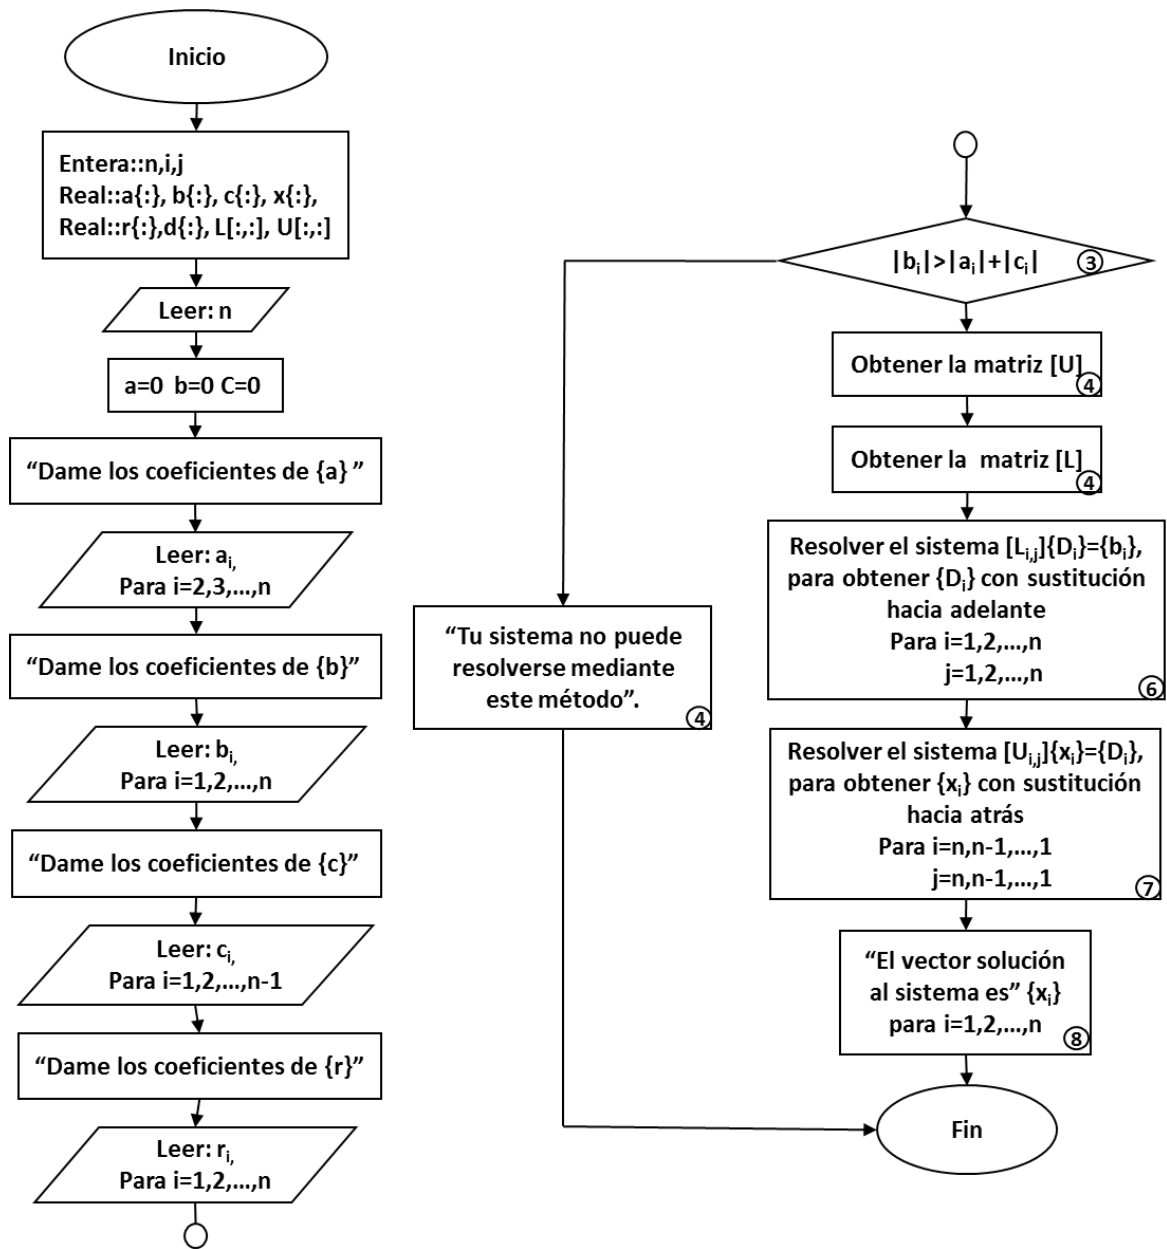 Inicio
Entera::n,i,j
Real::a{:}, b{:}, c{:}, x{:},
Real::r{:},d{:}, L[:,:], U[:,:]
Leer: n
a=0 b=0 C=0
“Dame los coeficientes de {a} ”
Leer: ai,
Para i=2,3,...,n
“Dame los coeficientes de {b}”
Leer: bi,
Para i=1,2,...,n
“Dame los coeficientes de {c}”
Leer: ci,
Para i=1,2,...,n-1
“Dame los coeficientes de {r}”
Leer: ri,
Para i=1,2,...,n
|bi|>|ai|+|ci| 3
Obtener la matriz [U]
4
Obtener la matriz [L]
4
Resolver el sistema [Li,j]{Di}={bi},
para obtener {Di} con sustitución
hacia adelante
Para i=1,2,...,n
j=1,2,...,n
6
“Tu sistema no puede
resolverse mediante
este método”.
4
Resolver el sistema [Ui,j]{xi}={Di},
para obtener {xi} con sustitución
hacia atrás
Para i=n,n-1,...,1
j=n,n-1,...,1
7
“El vector solución
al sistema es” {xi}
para i=1,2,...,n
8
Fin